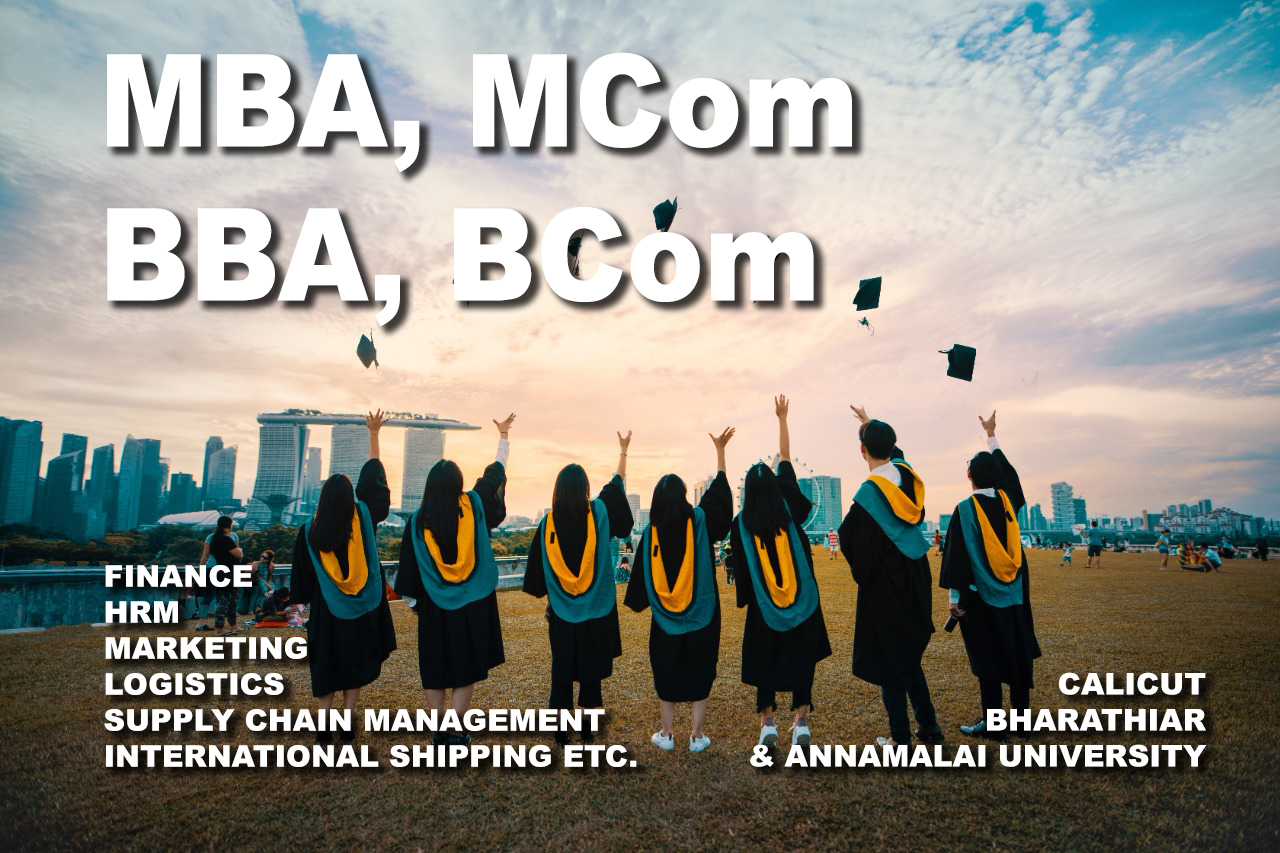 MBA, MCom
BBA, BCom
FINANCE
HRM
MARKETING
LOGISTICS
SUPPLY CHAIN MANAGEMENT
INTERNATIONAL SHIPPING ETC.
CALICUT
BHARATHIAR
& ANNAMALAI UNIVERSITY